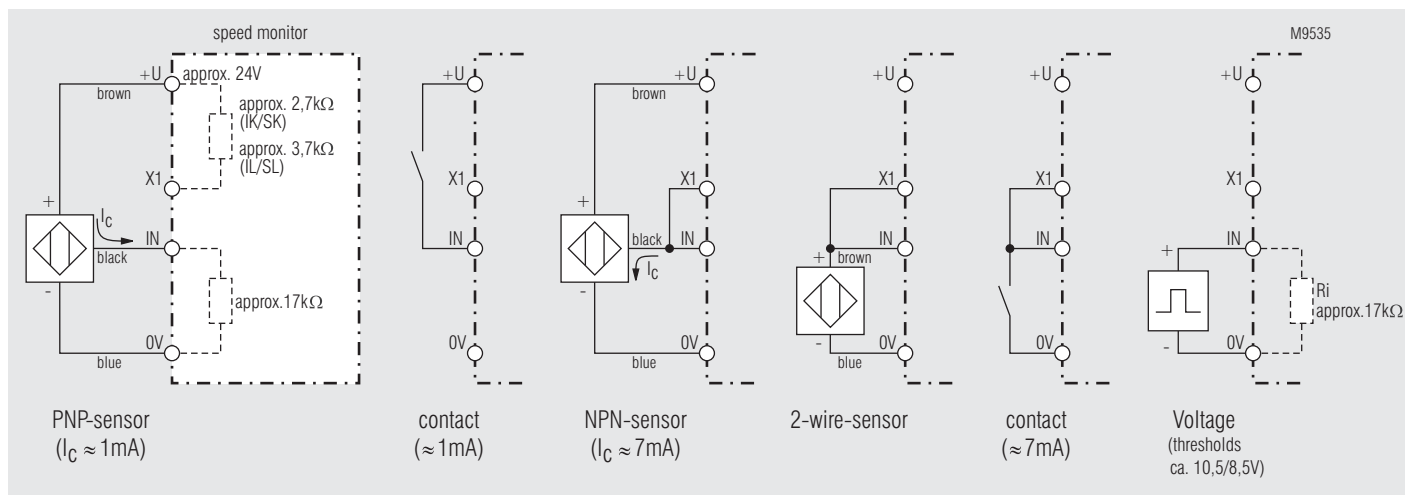 speed monitor
M9535
+U
approx. 24V
brown
approx. 2,7kΩ
(IK/SK)
approx. 3,7kΩ
(IL/SL)
X1
+
IC
IN
black
-
approx.17kΩ
0V
blue
PNP-sensor
(IC ≈ 1mA)
+U
X1
IN
0V
contact
(≈ 1mA)
+U
brown
X1
+
black
IN
IC
-
0V
blue
NPN-sensor
(IC ≈ 7mA)
+U
X1
IN
+
brown
-
0V
blue
2-wire-sensor
+U
X1
IN
0V
contact
(≈ 7mA)
+U
X1
IN
+
Ri
approx.17kΩ
-
0V
Voltage
(thresholds
ca. 10,5/8,5V)